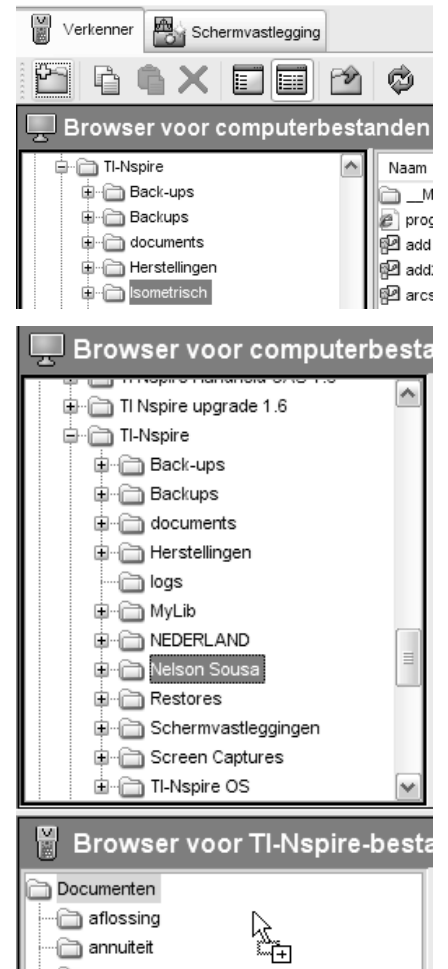 Verkenner
Schermvastlegging
Browser voor computerbestanden
TI-Nspire
Naam
Back-ups
Backups
documents
add
Herstellingen
Isometrisch
Browser voor computerbesta
TI Nspire upgrade 1.6
TI-Nspire
Back-ups
Backups
documents
Herstellingen
logs
MyLib
NEDERLAND
Nelson Sousa
Restores
Schermvastleggingen
Screen Captures
TI-Nspire OS
Browser voor TI-Nspire-besta
Documenten
aflossing
annuiteit